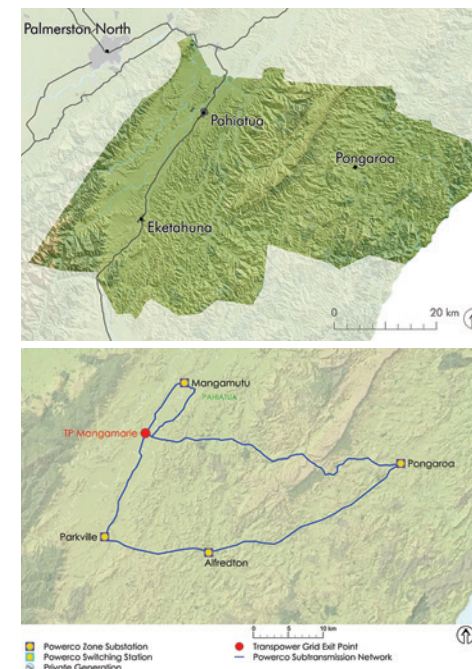 Palmerston North
Pahiatua
Pongaroa
Eketahuna
0 20 km
Mangamutu
PAHIATUA
TP Mangamarie
Pongaroa
Parkville
Alfredton
0 5 10 km
Powerco Zone Substation
Transpower Grid Exit Point
Powerco Switching Station
Powerco Subtransmission Network
Private Generation